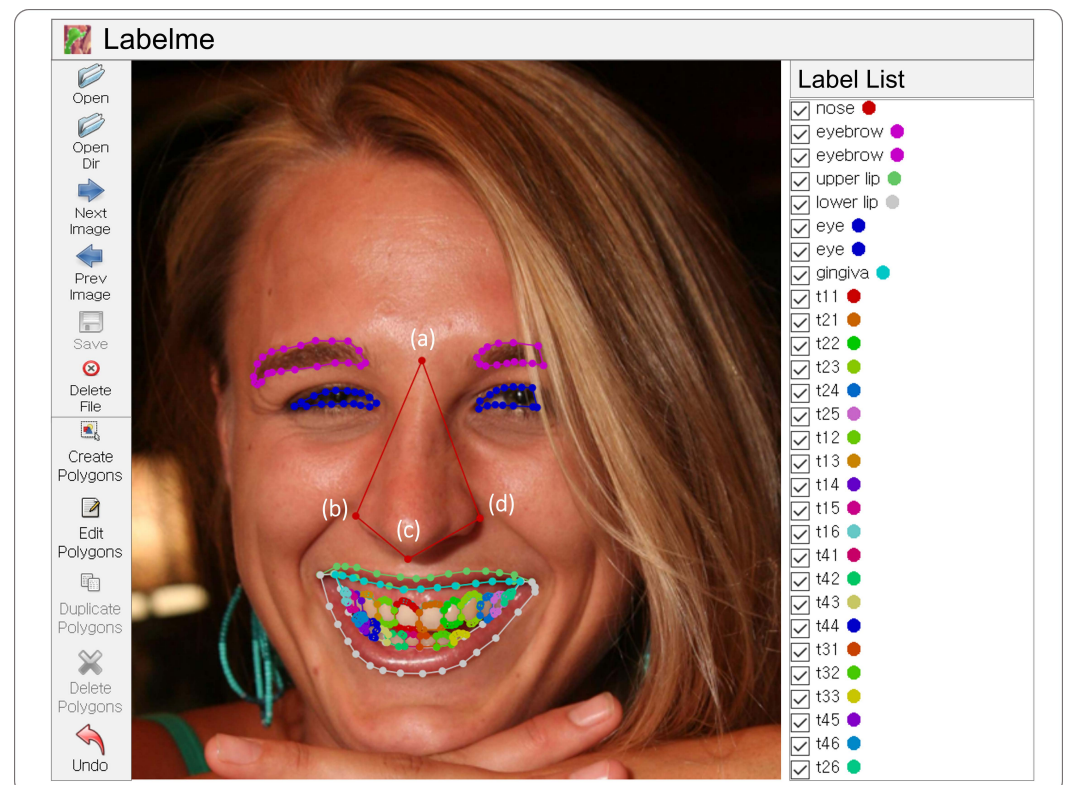 Labelme
Open
Open
Dir
Next
Image
Prev
Image
Save
Delete
File
Create
Polygons
Edit
Polygons
Duplicate
Polygons
Delete
Polygons
Undo
(a)
(b)
(c)
(d)
Label List
nose
eyebrow
eyebrow
upper lip
lower lip
eye
eye
gingiva
t11
t21
t22
t23
t24
t25
t12
t13
t14
t15
t16
t41
t42
t43
t44
t31
t32
t33
t45
t46
t26